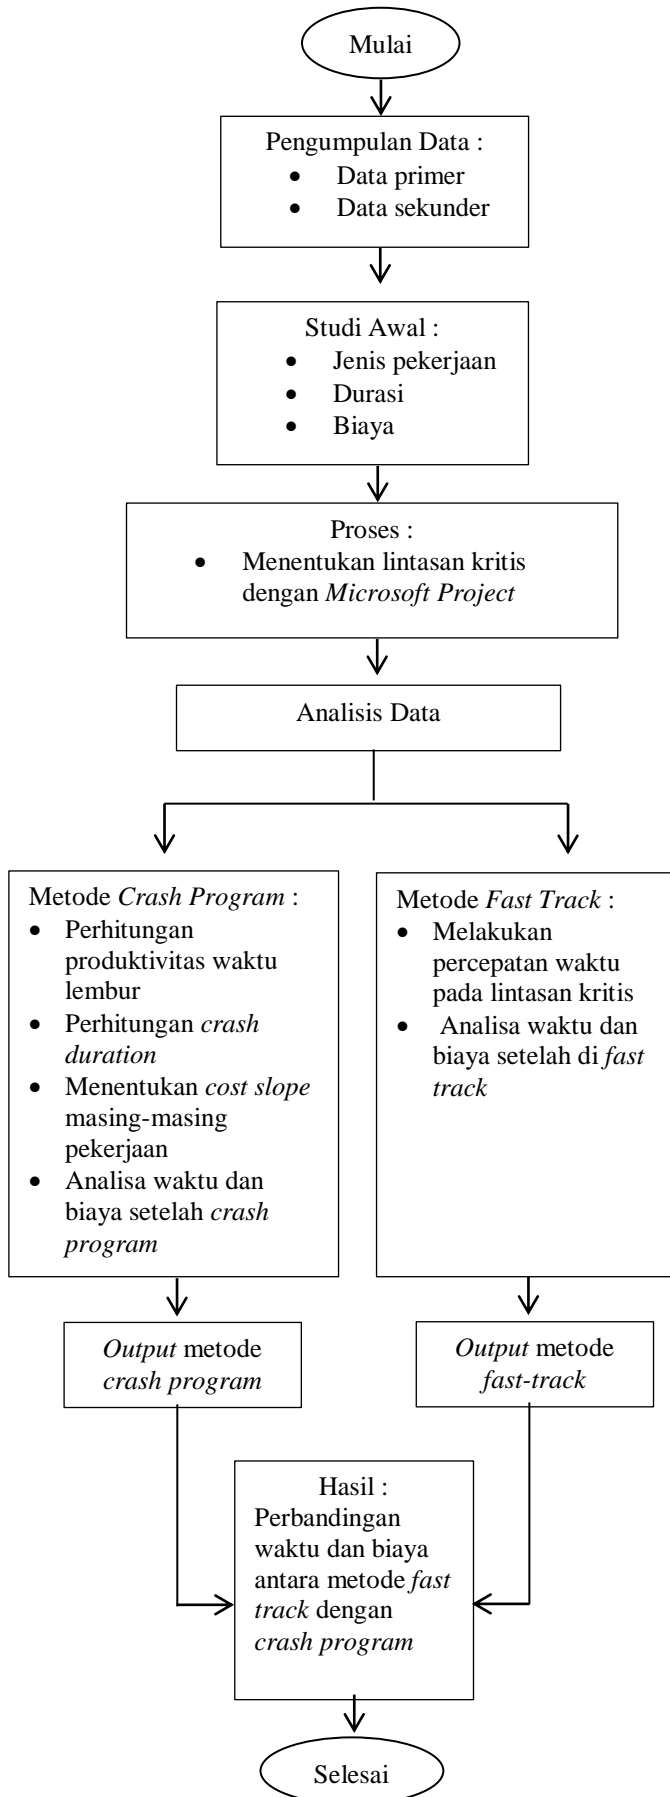 Mulai
Pengumpulan Data :
• Data primer
• Data sekunder
Studi Awal :
• Jenis pekerjaan
• Durasi
• Biaya
Proses :
• Menentukan lintasan kritis
dengan Microsoft Project
Analisis Data
Metode Crash Program :
• Perhitungan
produktivitas waktu
lembur
• Perhitungan crash
duration
• Menentukan cost slope
masing-masing
pekerjaan
• Analisa waktu dan
biaya setelah crash
program
Metode Fast Track :
• Melakukan
percepatan waktu
pada lintasan kritis
• Analisa waktu dan
biaya setelah di fast
track
Output metode
crash program
Output metode
fast-track
Hasil :
Perbandingan
waktu dan biaya
antara metode fast
track dengan
crash program
Selesai